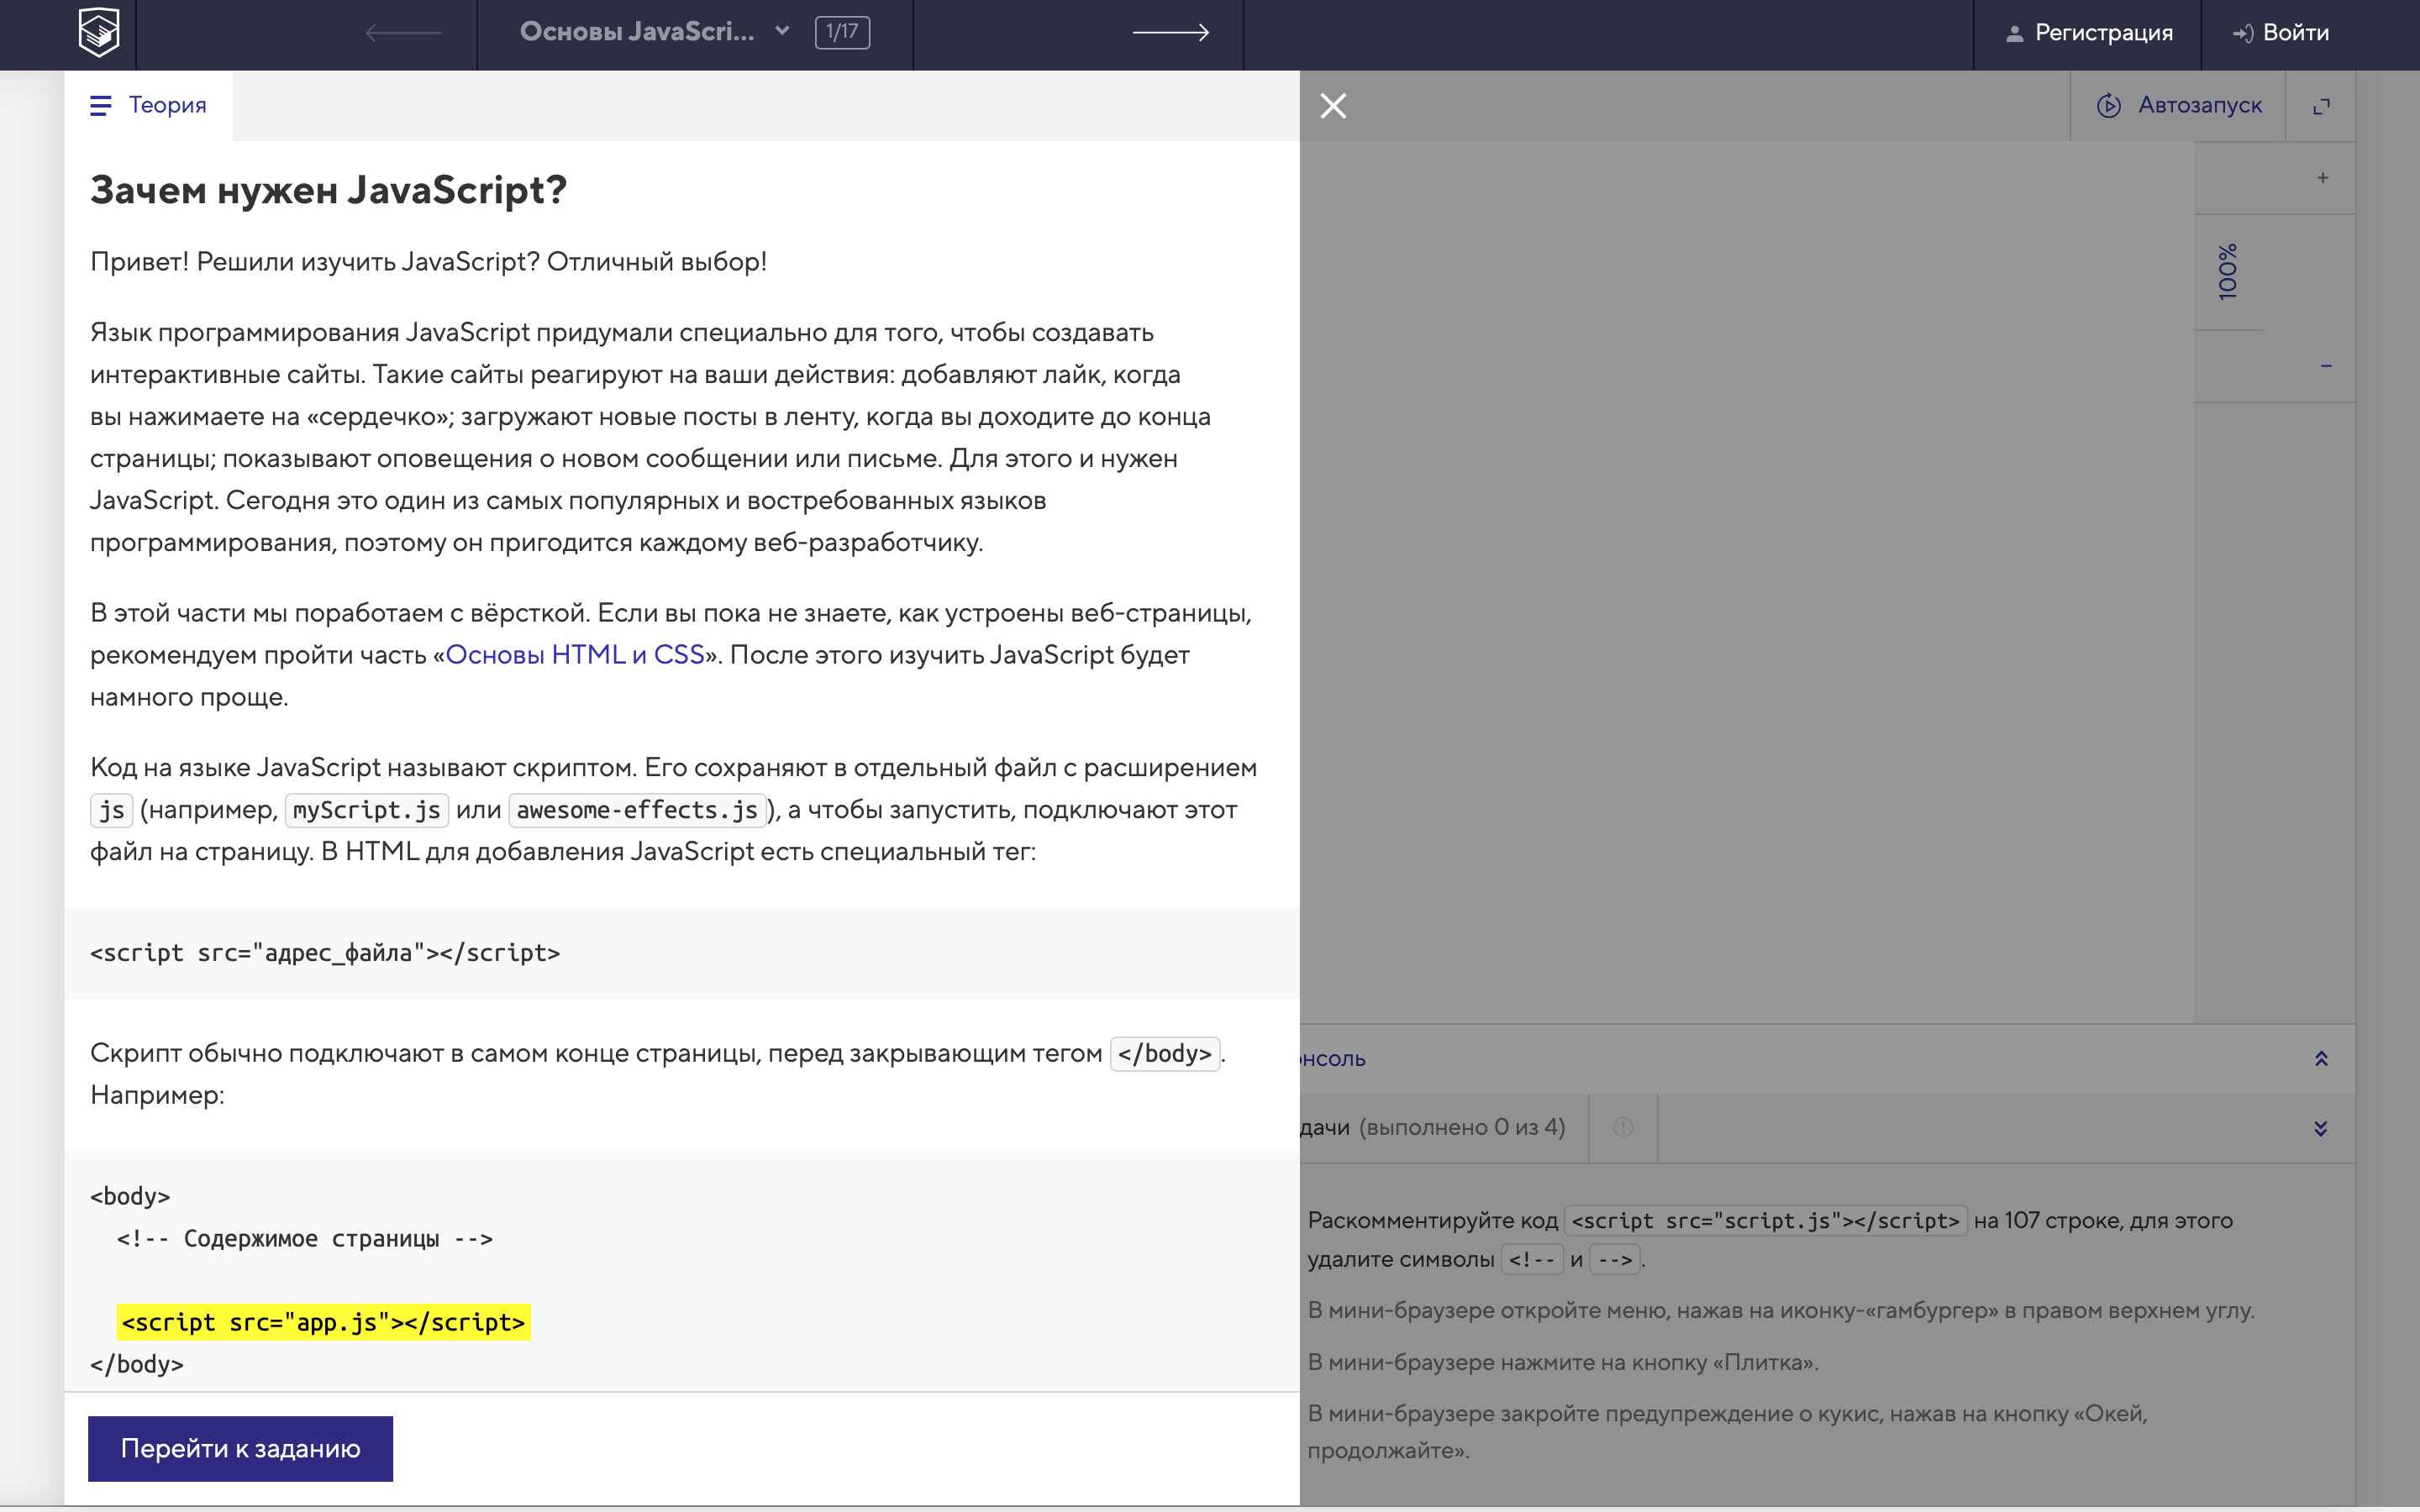 Основы JavaScri... 1/17
Регистрация
Войти
Теория
Автозапуск
Зачем нужен JavaScript?
Привет! Решили изучить JavaScript? Отличный выбор!
Язык программирования JavaScript придумали специально для того, чтобы создавать
интерактивные сайты. Такие сайты реагируют на ваши действия: добавляют лайк, когда
вы нажимаете на «сердечко»; загружают новые посты в ленту, когда вы доходите до конца
страницы; показывают оповещения о новом сообщении или письме. Для этого и нужен
JavaScript. Сегодня это один из самых популярных и востребованных языков
программирования, поэтому он пригодится каждому веб-разработчику.
В этой части мы поработаем с вёрсткой. Если вы пока не знаете, как устроены веб-страницы,
рекомендуем пройти часть «Основы HTML и CSS». После этого изучить JavaScript будет
намного проще.
Код на языке JavaScript называют скриптом. Его сохраняют в отдельный файл с расширением
js (например, myScript.js или awesome-effects.js), а чтобы запустить, подключают этот
файл на страницу. В HTML для добавления JavaScript есть специальный тег:
<script src="адрес_файла"></script>
Скрипт обычно подключают в самом конце страницы, перед закрывающим тегом </body>.
Например:
<body>
<!-- Содержимое страницы -->
<script src="app.js"></script>
</body>
Перейти к заданию
+
100%
−
нсоль
дачи (выполнено 0 из 4)
Раскомментируйте код <script src="script.js"></script> на 107 строке, для этого
удалите символы <!-- и -->.
В мини-браузере откройте меню, нажав на иконку-«гамбургер» в правом верхнем углу.
В мини-браузере нажмите на кнопку «Плитка».
В мини-браузере закройте предупреждение о кукис, нажав на кнопку «Окей,
продолжайте».